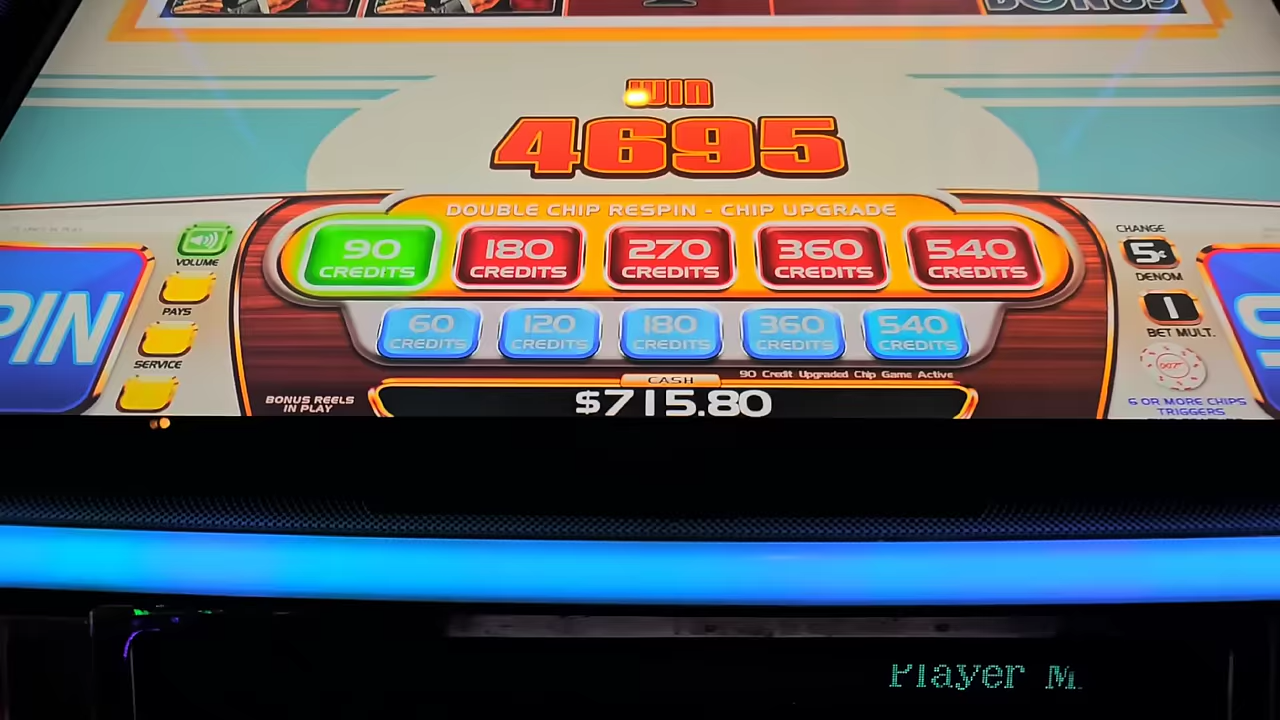 BONUS
WIN
4695
DOUBLE CHIP RESPIN - CHIP UPGRADE
90 CREDITS
180 CREDITS
270 CREDITS
360 CREDITS
540 CREDITS
60 CREDITS
120 CREDITS
180 CREDITS
360 CREDITS
540 CREDITS
90 Credit Upgraded Chip Game Active
CASH
$715.80
BONUS REELS
IN PLAY
PIN
VOLUME
PAYS
SERVICE
CHANGE
5¢
DENOM
1
BET MULT.
007
6 OR MORE CHIPS
TRIGGERS
S
Player M